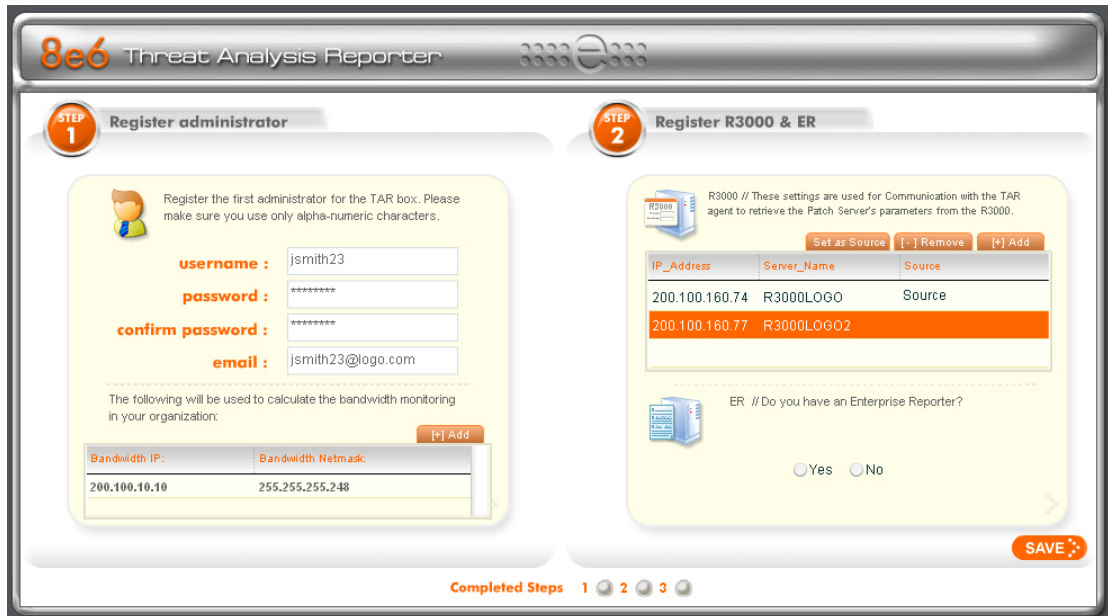 8e6 Threat Analysis Reporter
STEP 1
Register administrator
Register the first administrator for the TAR box. Please
make sure you use only alpha-numeric characters.
username : jsmith23
password : ********
confirm password : ********
email : jsmith23@logo.com
The following will be used to calculate the bandwidth monitoring
in your organization:
[+] Add
Bandwidth IP: Bandwidth Netmask:
200.100.10.10 255.255.255.248
STEP 2
Register R3000 & ER
R3000
R3000 // These settings are used for Communication with the TAR
agent to retrieve the Patch Server's parameters from the R3000.
Set as Source [ - ] Remove [+] Add
IP_Address Server_Name Source
200.100.160.74 R3000LOGO Source
200.100.160.77 R3000LOGO2
ER // Do you have an Enterprise Reporter?
Yes No
SAVE
Completed Steps 1 2 3